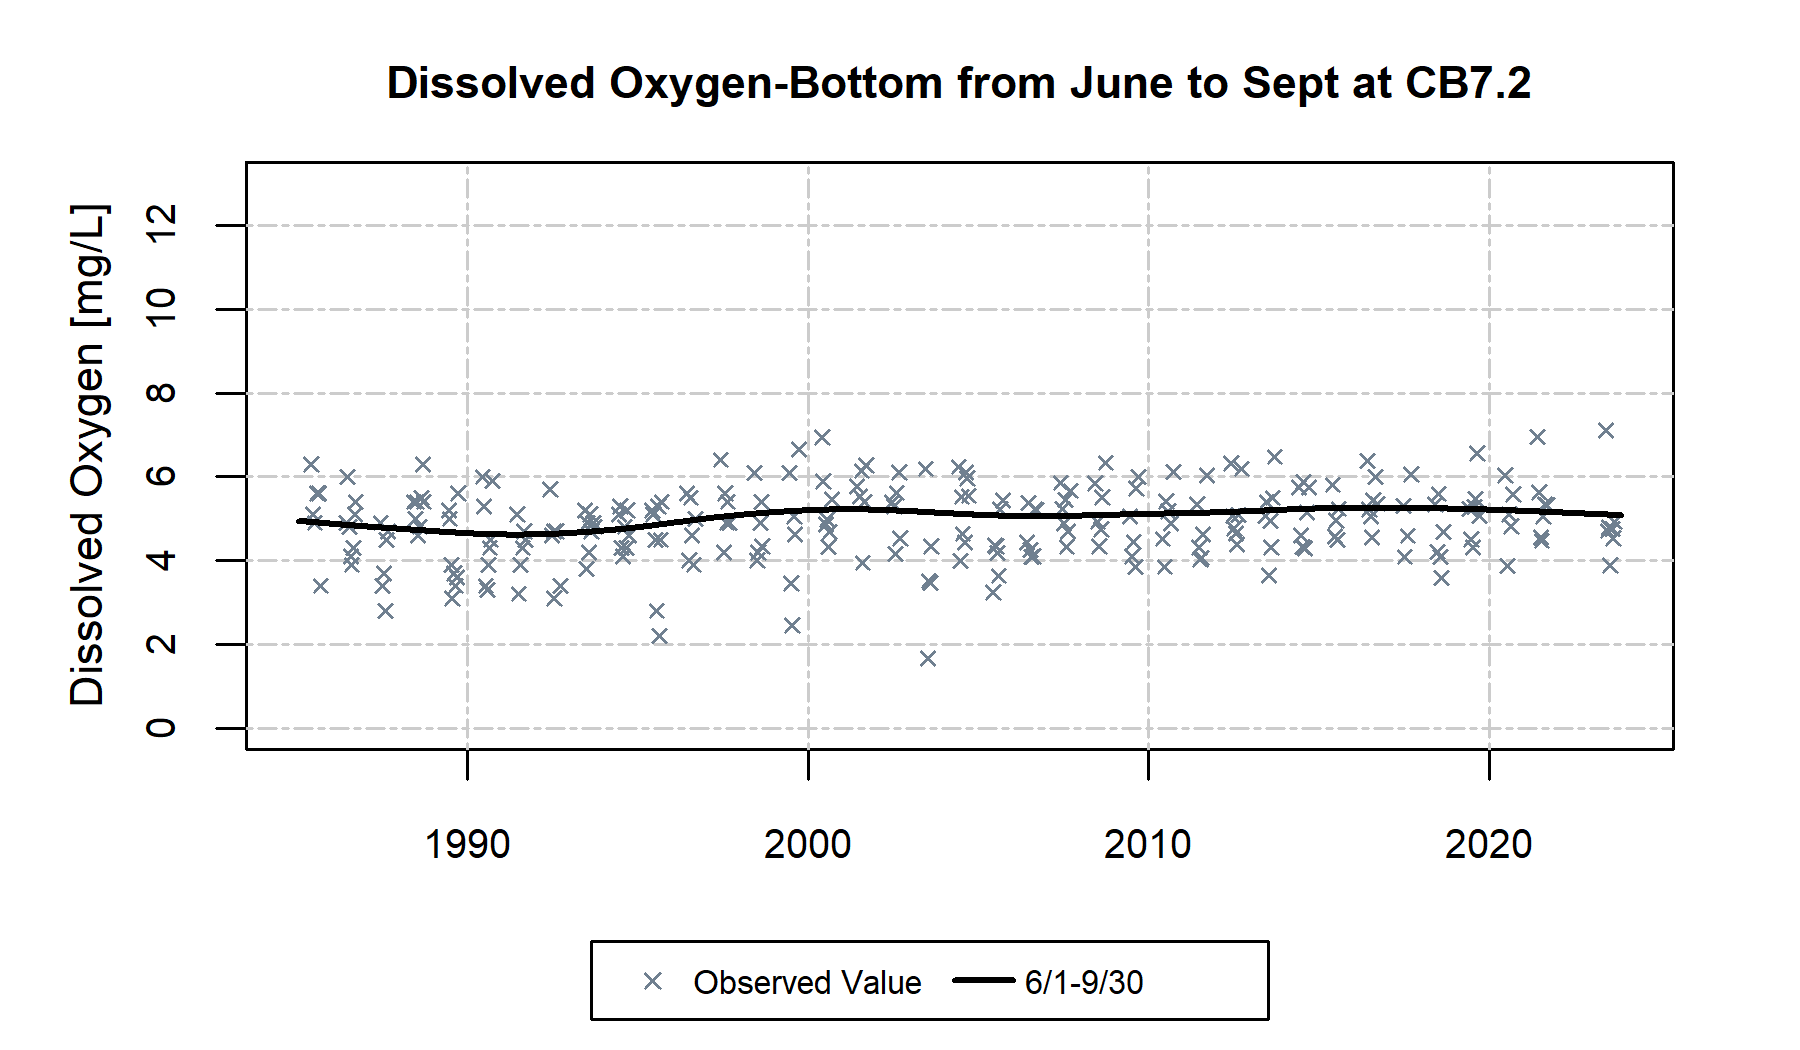 Dissolved Oxygen-Bottom from June to Sept at CB7.2
Dissolved Oxygen [mg/L]
12
10
8
6
4
2
0
1990 2000 2010 2020
Observed Value 6/1-9/30